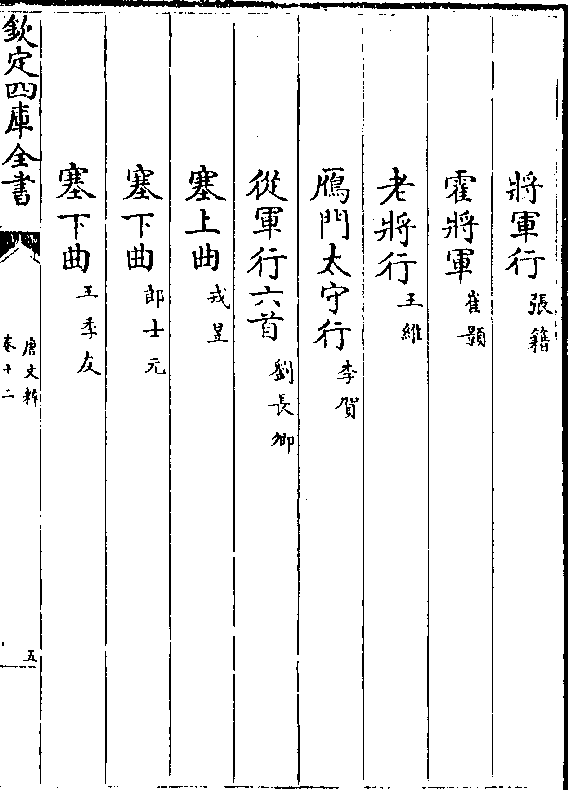 將軍行張籍
霍將軍崔顥
老將行王維
鴈門太守行李賀
從軍行六首劉長卿
塞上曲戎昱
塞下曲郎士元
塞下曲王季友
欽定四庫全書
唐文粹
卷十二
五